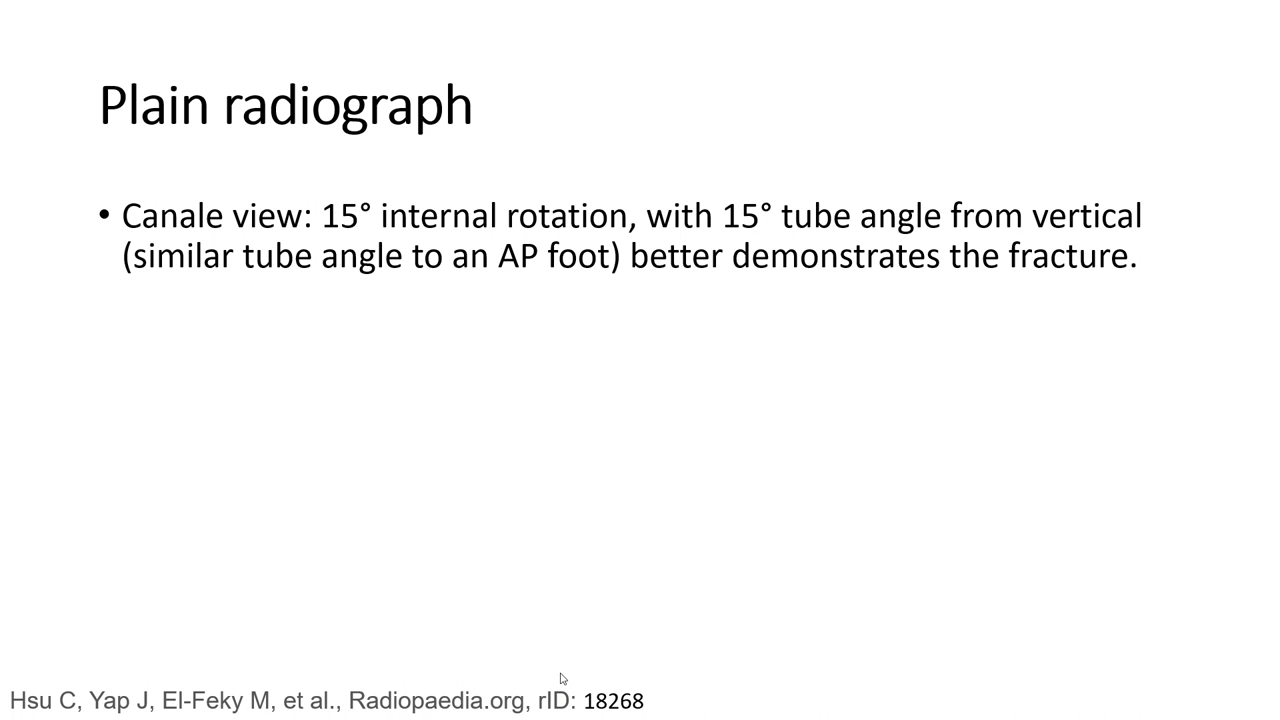 Plain radiograph
• Canale view: 15° internal rotation, with 15° tube angle from vertical
(similar tube angle to an AP foot) better demonstrates the fracture.
Hsu C, Yap J, El-Feky M, et al., Radiopaedia.org, rID: 18268